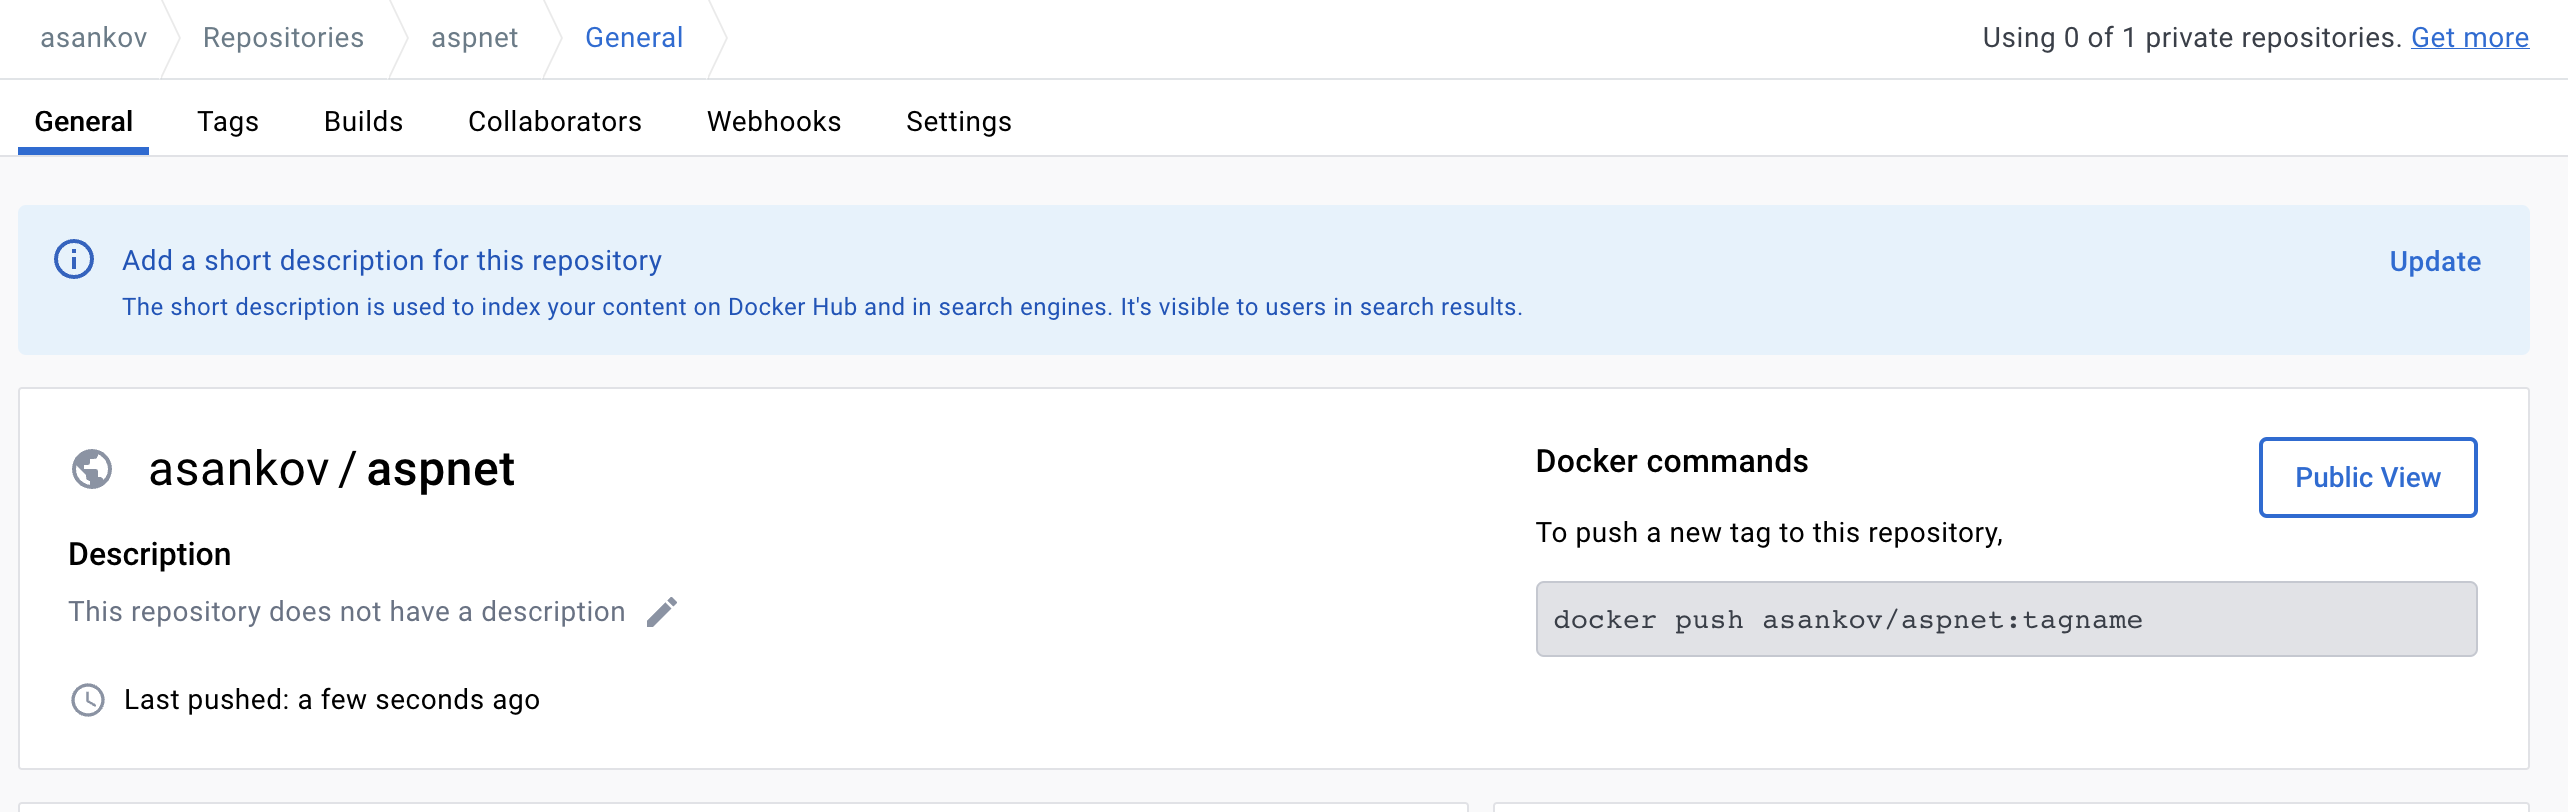 asankov Repositories aspnet General Using 0 of 1 private repositories. Get more
General Tags Builds Collaborators Webhooks Settings
Add a short description for this repository Update
The short description is used to index your content on Docker Hub and in search engines. It's visible to users in search results.
asankov / aspnet
Description
This repository does not have a description
Last pushed: a few seconds ago
Docker commands
Public View
To push a new tag to this repository,
docker push asankov/aspnet:tagname